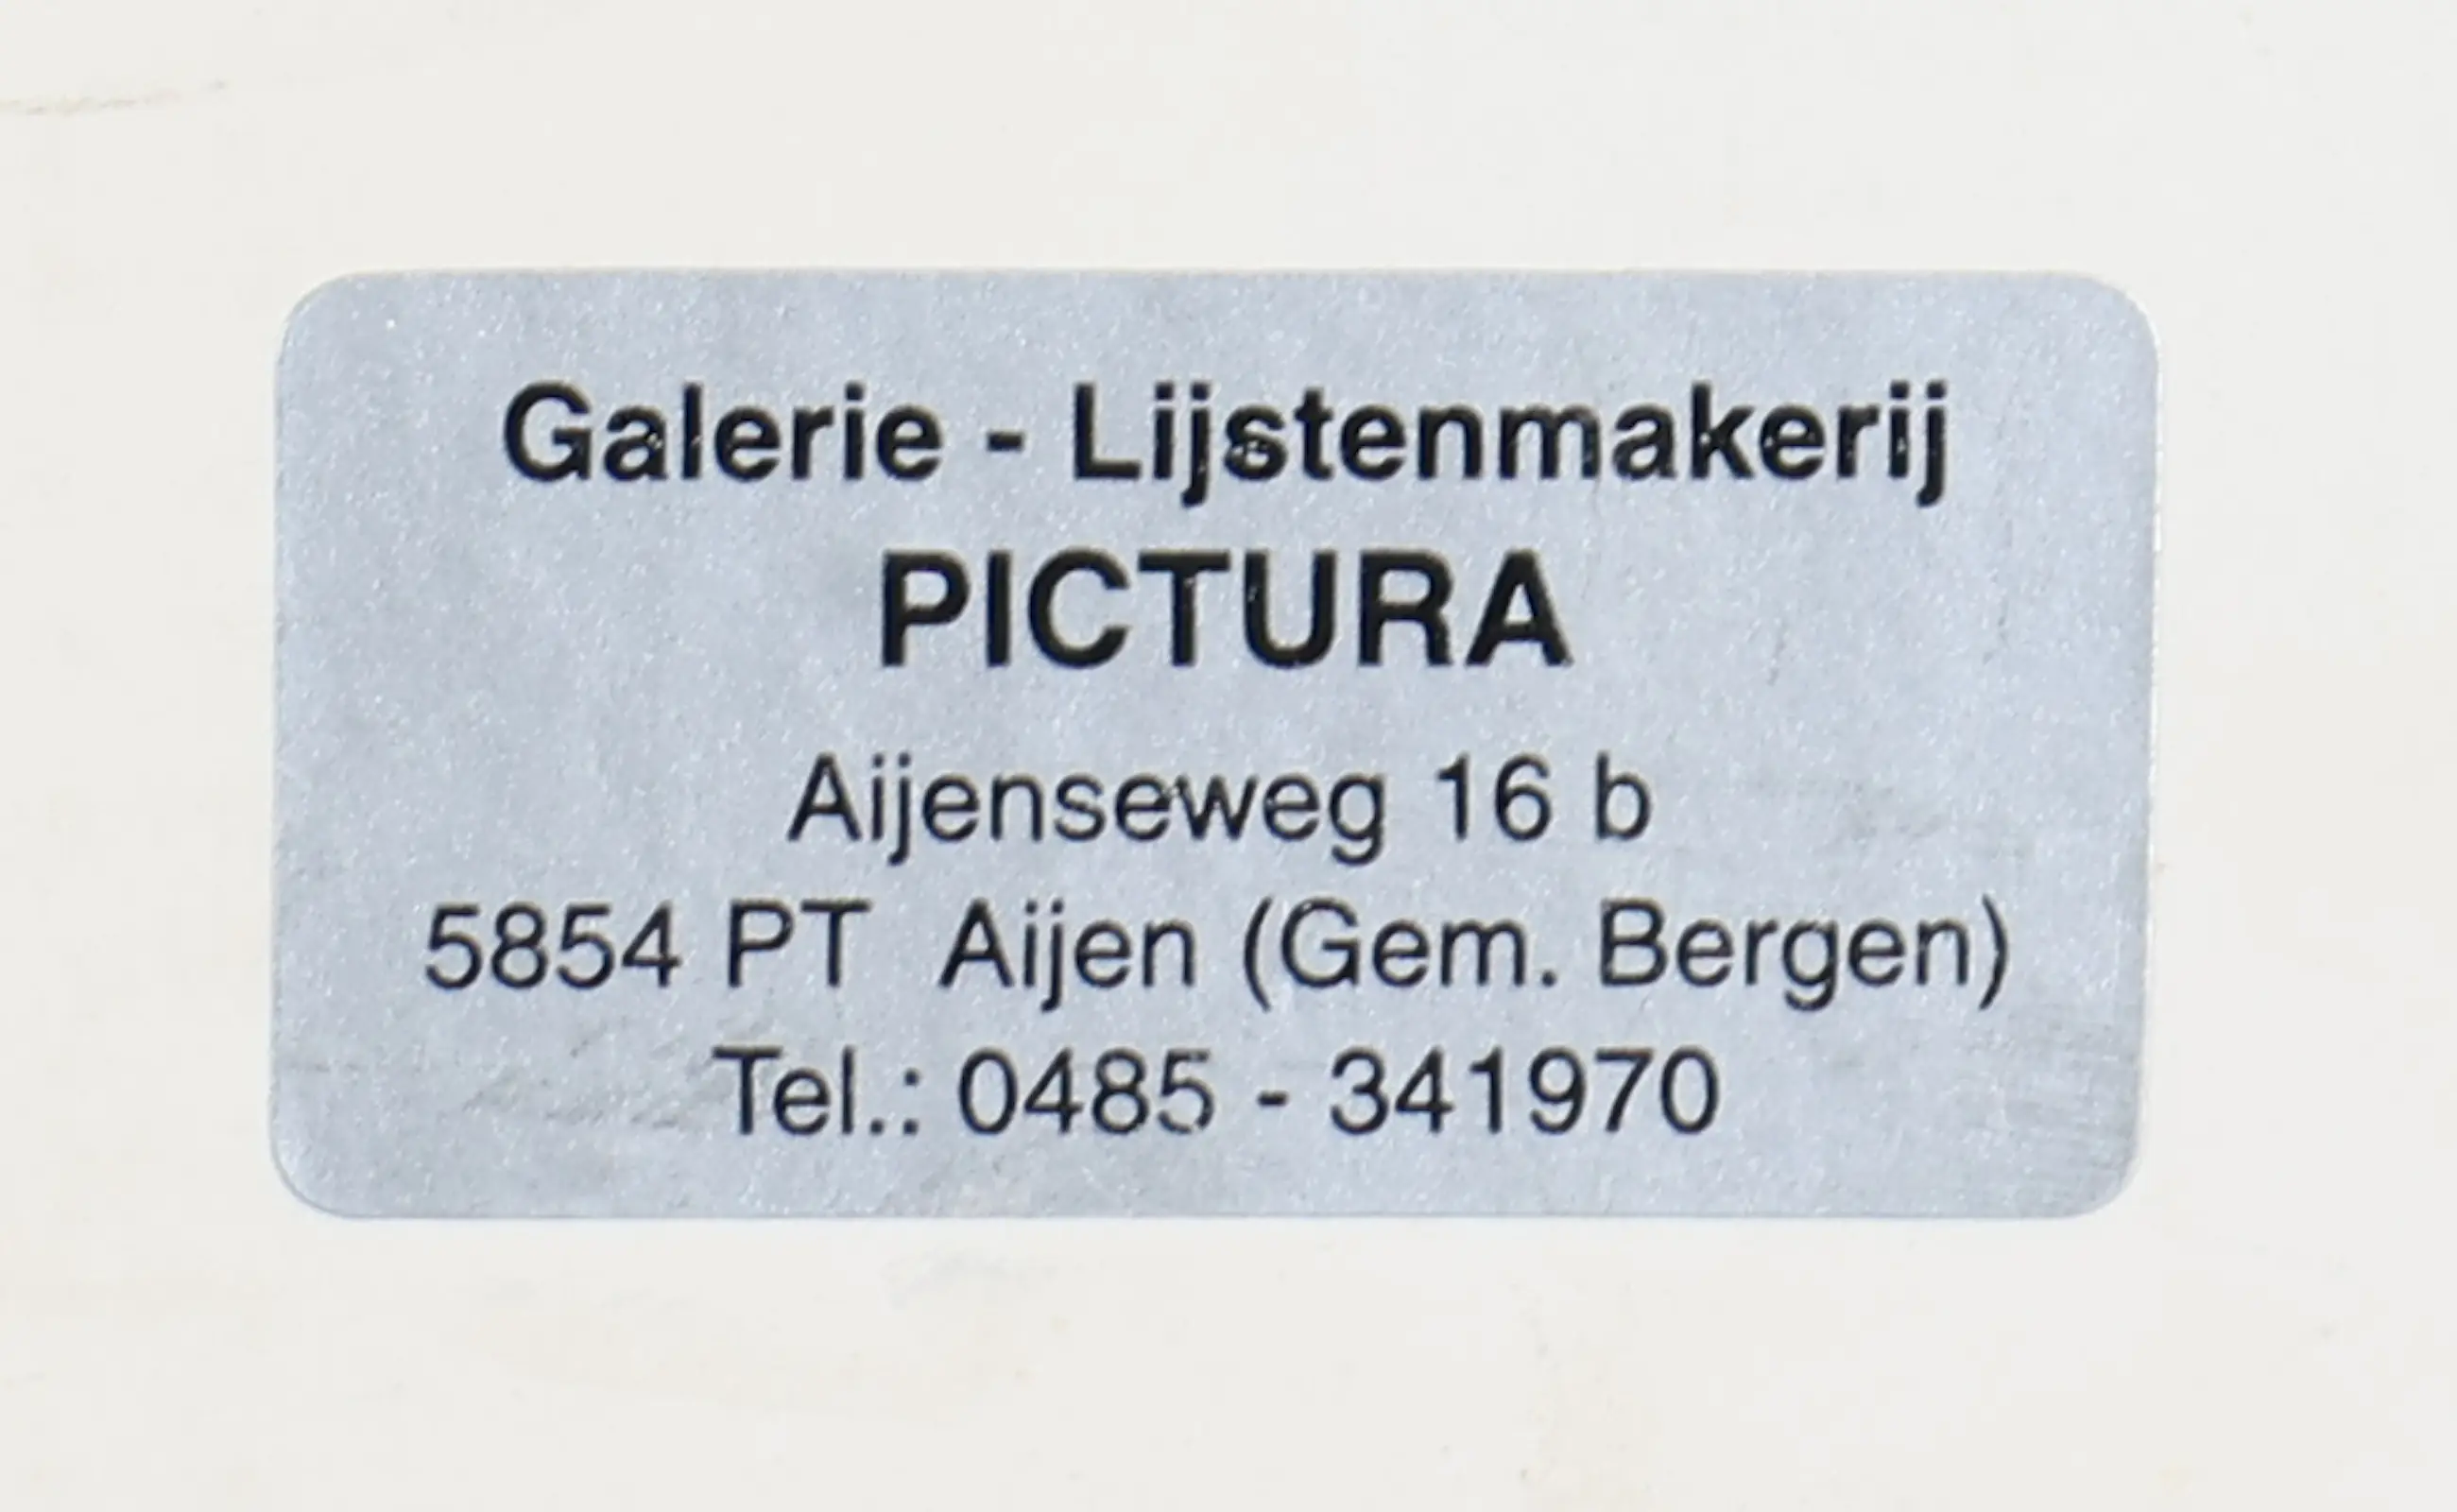 Galerie - Lijstenmakerij
PICTURA
Aijenseweg 16 b
5854 PT Aijen (Gem. Bergen)
Tel.: 0485 - 341970